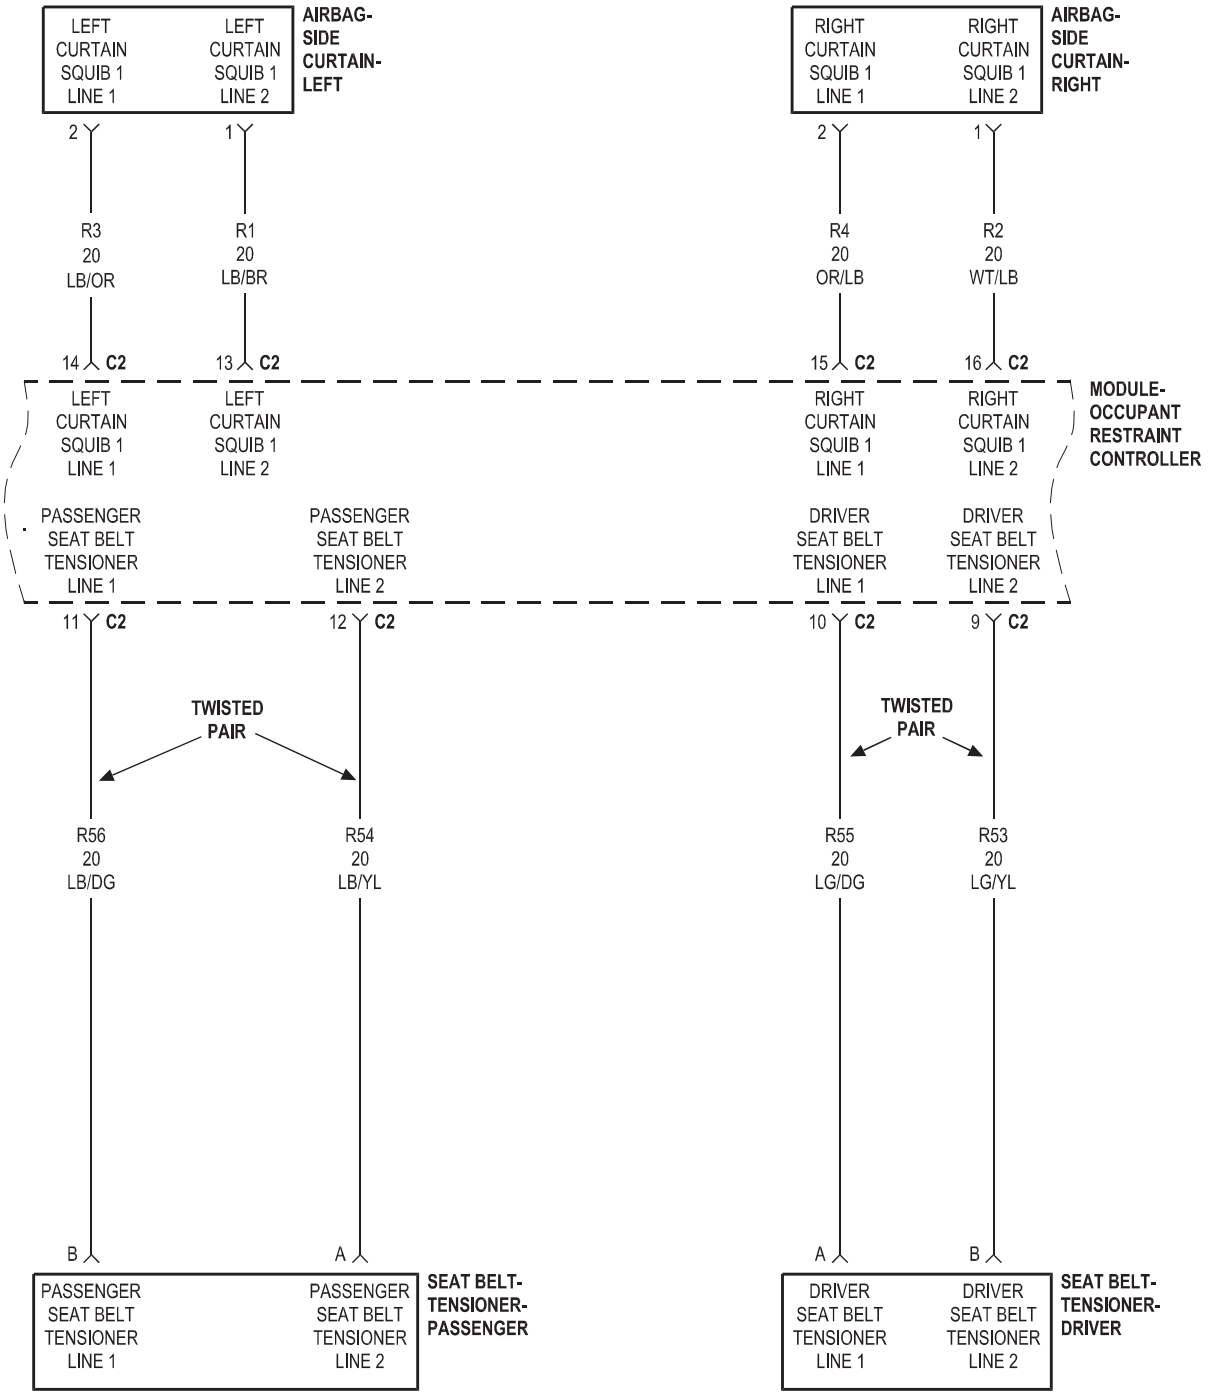 LEFT
CURTAIN
SQUIB 1
LINE 1
LEFT
CURTAIN
SQUIB 1
LINE 2
AIRBAG-
SIDE
CURTAIN-
LEFT
RIGHT
CURTAIN
SQUIB 1
LINE 1
RIGHT
CURTAIN
SQUIB 1
LINE 2
AIRBAG-
SIDE
CURTAIN-
RIGHT
2
1
2
1
R3
20
LB/OR
R1
20
LB/BR
R4
20
OR/LB
R2
20
WT/LB
14 C2
13 C2
15 C2
16 C2
LEFT
CURTAIN
SQUIB 1
LINE 1
LEFT
CURTAIN
SQUIB 1
LINE 2
RIGHT
CURTAIN
SQUIB 1
LINE 1
RIGHT
CURTAIN
SQUIB 1
LINE 2
MODULE-
OCCUPANT
RESTRAINT
CONTROLLER
PASSENGER
SEAT BELT
TENSIONER
LINE 1
PASSENGER
SEAT BELT
TENSIONER
LINE 2
DRIVER
SEAT BELT
TENSIONER
LINE 1
DRIVER
SEAT BELT
TENSIONER
LINE 2
11 C2
12 C2
10 C2
9 C2
TWISTED
PAIR
TWISTED
PAIR
R56
20
LB/DG
R54
20
LB/YL
R55
20
LG/DG
R53
20
LG/YL
B
A
A
B
PASSENGER
SEAT BELT
TENSIONER
LINE 1
PASSENGER
SEAT BELT
TENSIONER
LINE 2
SEAT BELT-
TENSIONER-
PASSENGER
DRIVER
SEAT BELT
TENSIONER
LINE 1
DRIVER
SEAT BELT
TENSIONER
LINE 2
SEAT BELT-
TENSIONER-
DRIVER